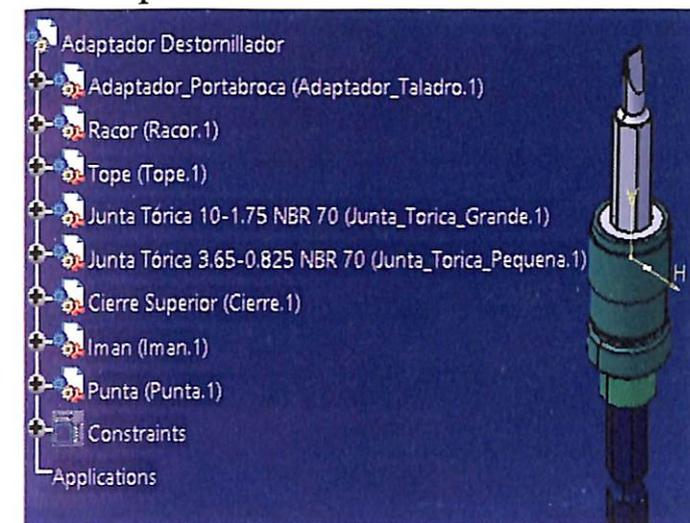 Adaptador Destornillador
Adaptador_Portabroca (Adaptador_Taladro.1)
Racor (Racor.1)
Tope (Tope.1)
Junta Tórica 10-1.75 NBR 70 (Junta_Torica_Grande.1)
Junta Tórica 3.65-0.825 NBR 70 (Junta_Torica_Pequena.1)
Cierre Superior (Cierre.1)
Iman (Iman.1)
Punta (Punta.1)
Constraints
Applications
V
H